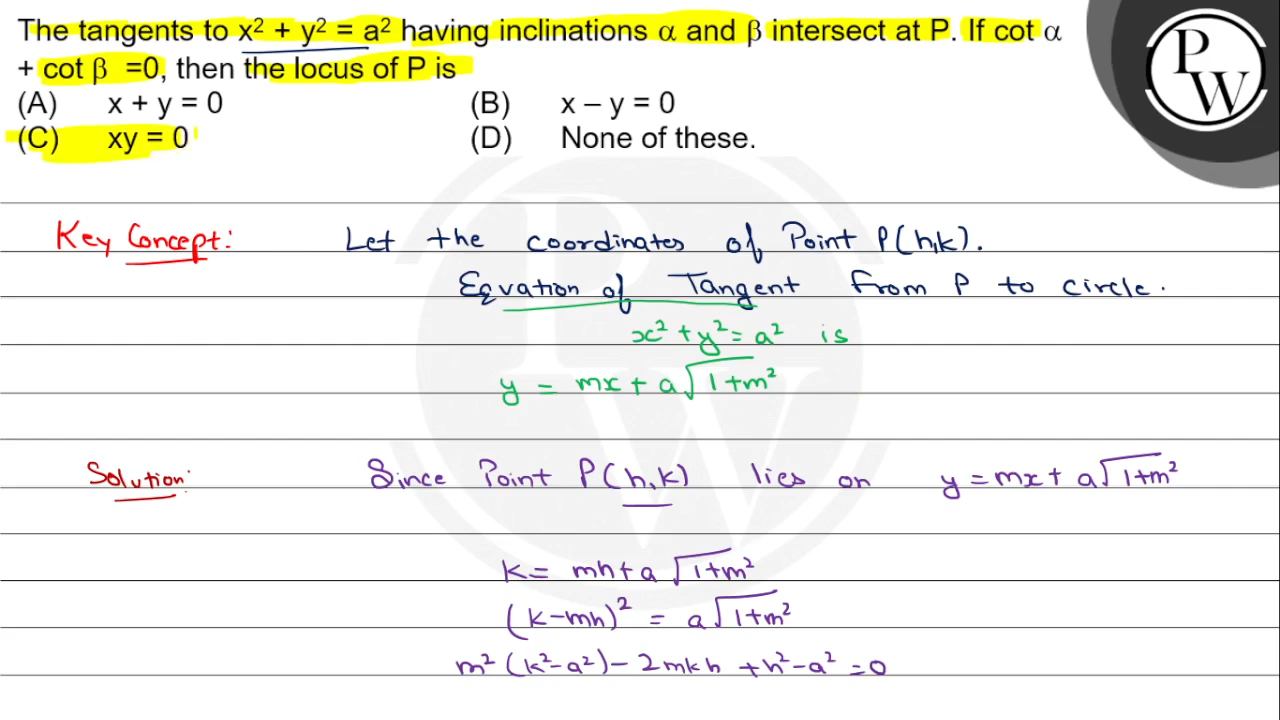 The tangents to x² + y² = a² having inclinations α and β intersect at P. If cot α
+ cot β =0, then the locus of P is
(A) x + y = 0 (B) x – y = 0
(C) xy = 0 (D) None of these.
P
W
Key Concept: Let the coordinates of Point P(h,k).
Equation of Tangent from P to circle.
x² + y² = a² is
y = mx + a√1+m²
Solution: Since Point P(h,k) lies on y = mx + a√1+m²
k = mh + a√1+m²
(k-mh)² = a√1+m²
m²(k²-a²) - 2mkh + h²-a² = 0